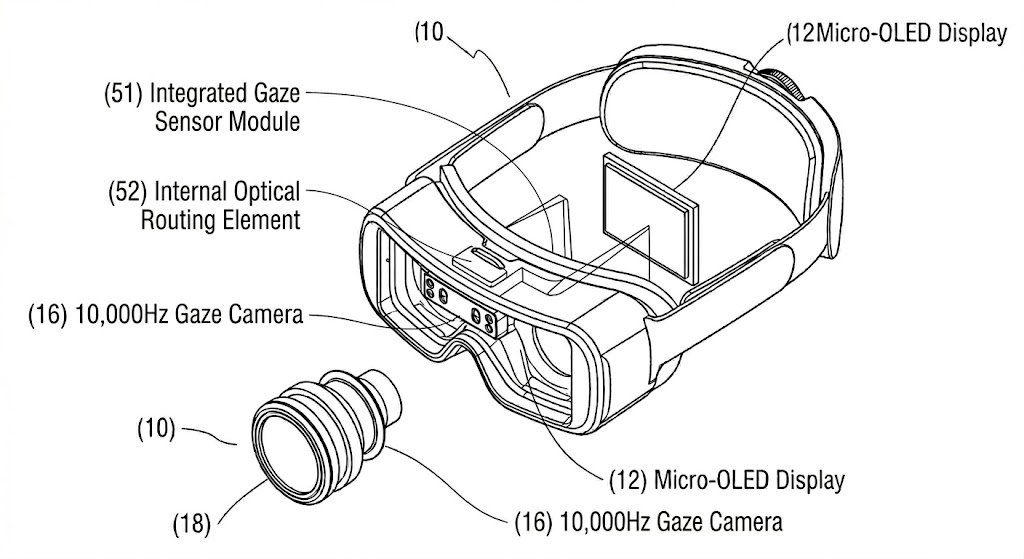 (10
(12Micro-OLED Display
(51) Integrated Gaze
Sensor Module
(52) Internal Optical
Routing Element
(16) 10,000Hz Gaze Camera
(10)
(18)
(12) Micro-OLED Display
(16) 10,000Hz Gaze Camera